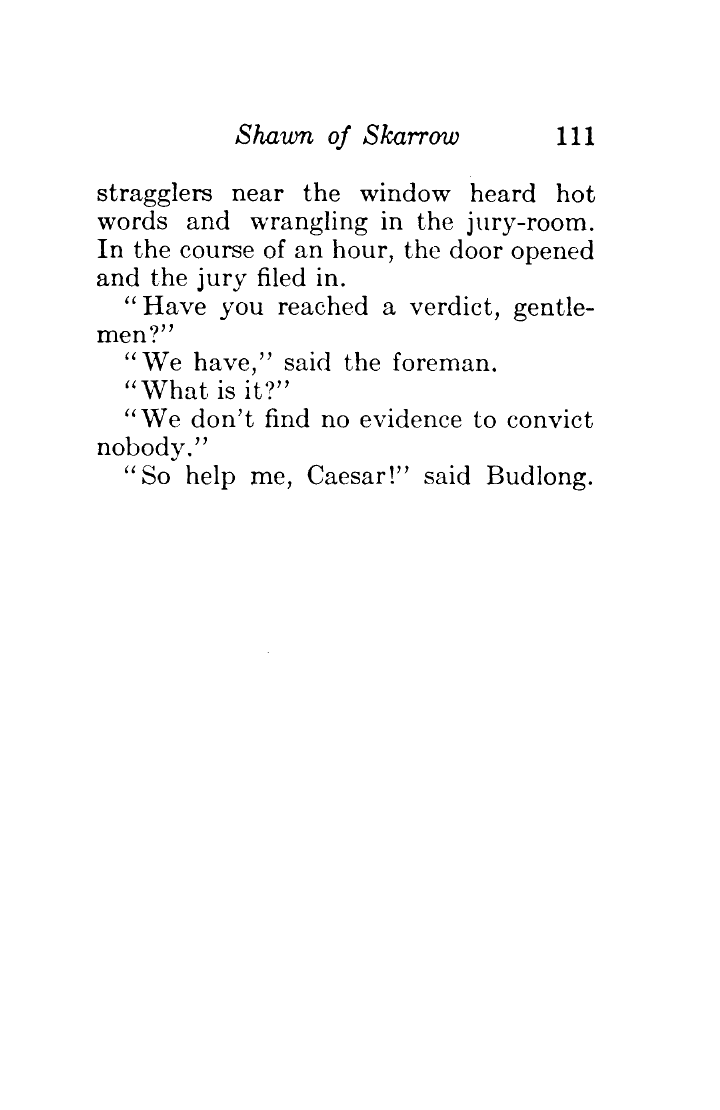 Shawn of Skarrow 111
stragglers near the window heard hot
words and wrangling in the jury-room.
In the course of an hour, the door opened
and the jury filed in.
“Have you reached a verdict, gentle-
men?”
“We have,” said the foreman.
“What is it?”
“We don’t find no evidence to convict
nobody.”
“So help me, Caesar!” said Budlong.